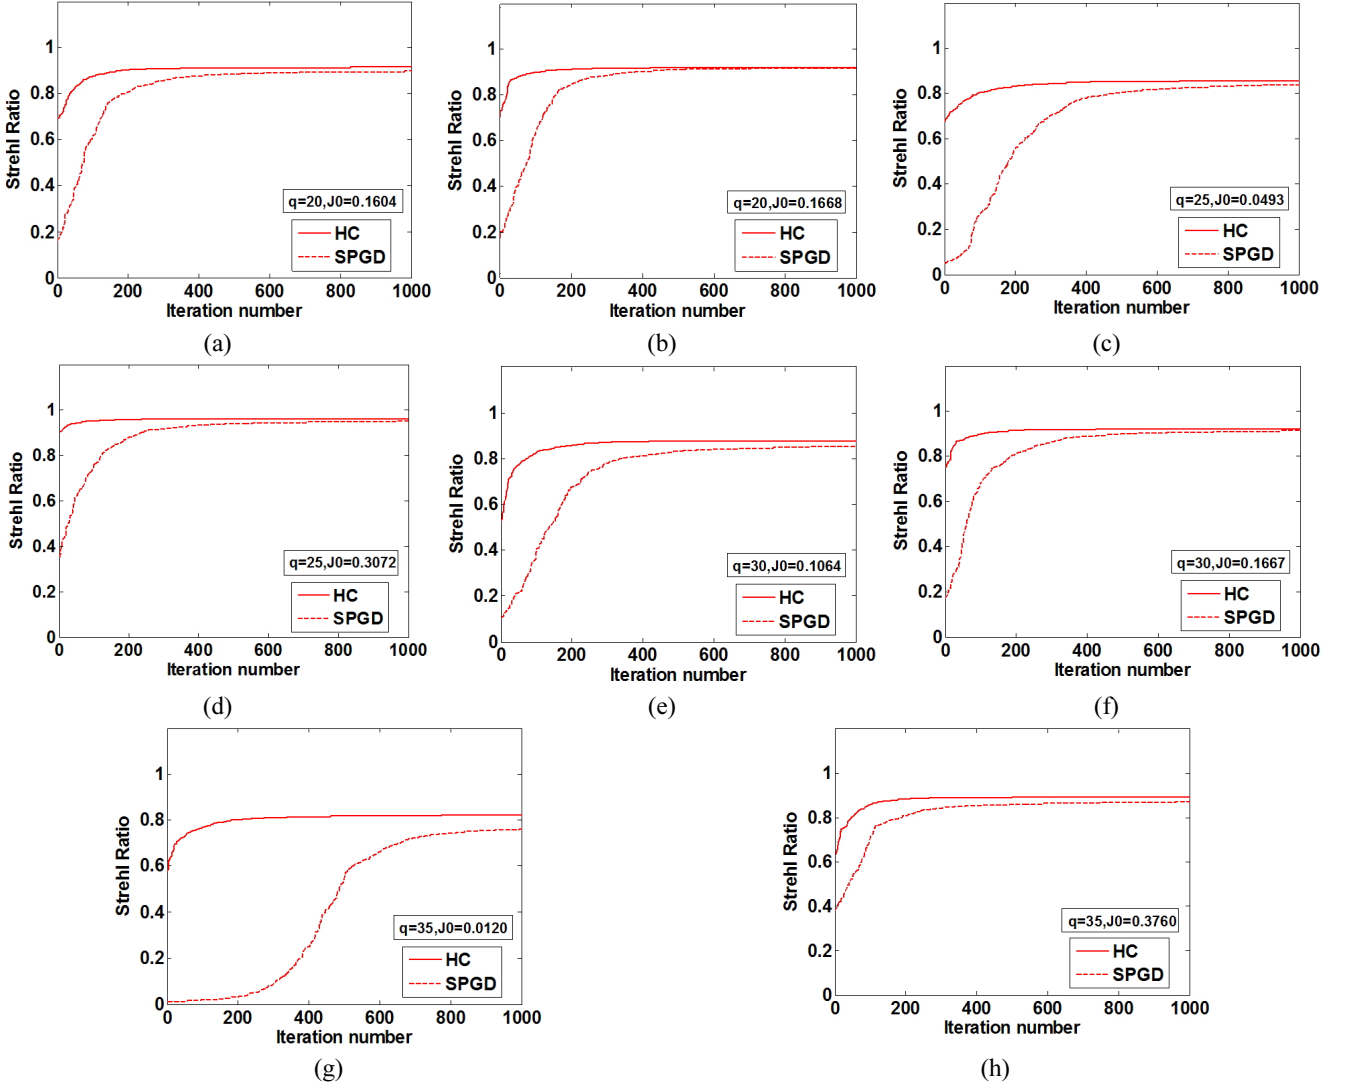 Strehl Ratio
1
0.8
0.6
0.4
0.2
0
q=20,J0=0.1604
HC
SPGD
0 200 400 600 800 1000
Iteration number
(a)
Strehl Ratio
1
0.8
0.6
0.4
0.2
0
q=20,J0=0.1668
HC
SPGD
0 200 400 600 800 1000
Iteration number
(b)
Strehl Ratio
1
0.8
0.6
0.4
0.2
0
q=25,J0=0.0493
HC
SPGD
0 200 400 600 800 1000
Iteration number
(c)
Strehl Ratio
1
0.8
0.6
0.4
0.2
0
q=25,J0=0.3072
HC
SPGD
0 200 400 600 800 1000
Iteration number
(d)
Strehl Ratio
1
0.8
0.6
0.4
0.2
0
q=30,J0=0.1064
HC
SPGD
0 200 400 600 800 1000
Iteration number
(e)
Strehl Ratio
1
0.8
0.6
0.4
0.2
0
q=30,J0=0.1667
HC
SPGD
0 200 400 600 800 1000
Iteration number
(f)
Strehl Ratio
1
0.8
0.6
0.4
0.2
0
q=35,J0=0.0120
HC
SPGD
0 200 400 600 800 1000
Iteration number
(g)
Strehl Ratio
1
0.8
0.6
0.4
0.2
0
q=35,J0=0.3760
HC
SPGD
0 200 400 600 800 1000
Iteration number
(h)